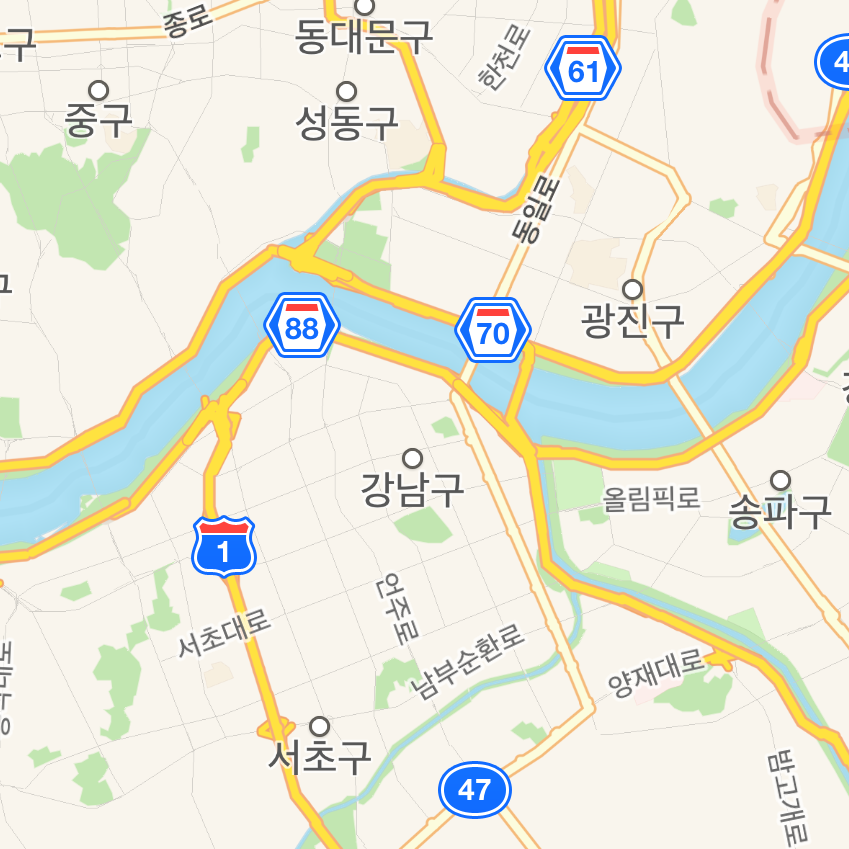 종로
구
동대문구
한천로
61
4
중구
성동구
동일로
광진구
88
70
강남구
올림픽로
송파구
1
언주로
서초대로
남부순환로
양재대로
서초구
47
밤고개로